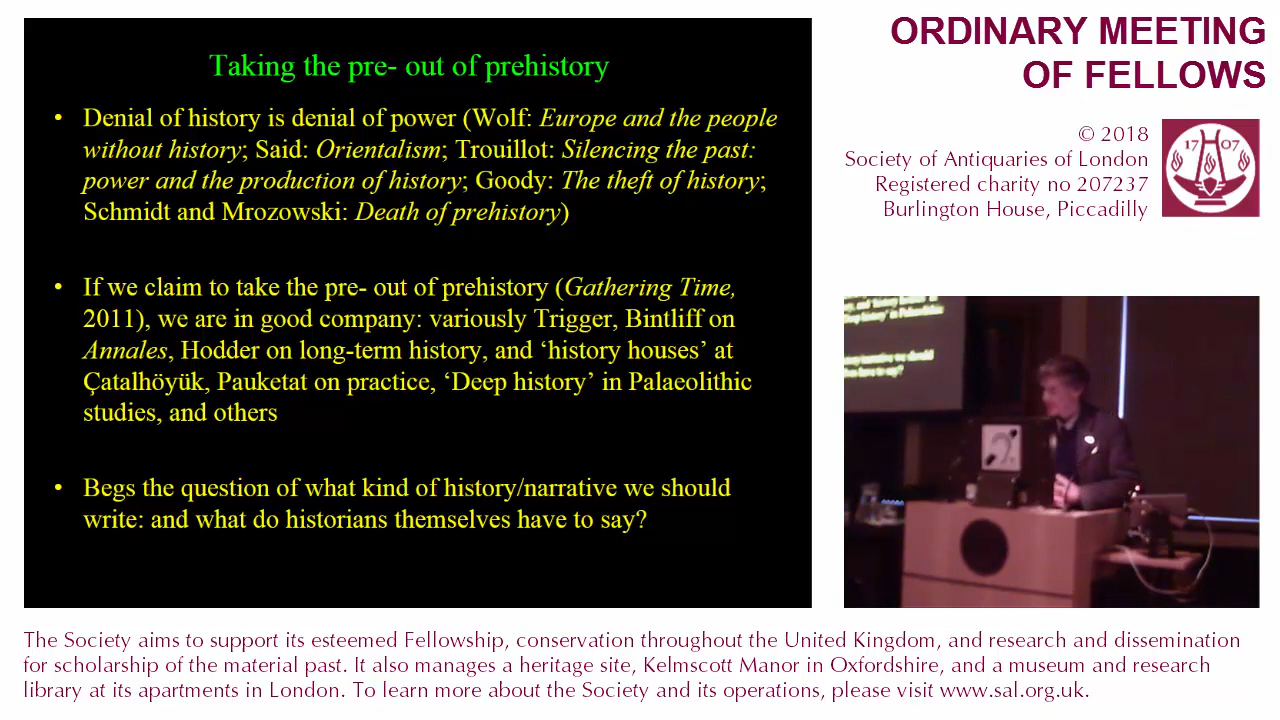 Taking the pre- out of prehistory
• Denial of history is denial of power (Wolf: Europe and the people
without history; Said: Orientalism; Trouillot: Silencing the past:
power and the production of history; Goody: The theft of history;
Schmidt and Mrozowski: Death of prehistory)
• If we claim to take the pre- out of prehistory (Gathering Time,
2011), we are in good company: variously Trigger, Bintliff on
Annales, Hodder on long-term history, and ‘history houses’ at
Çatalhöyük, Pauketat on practice, ‘Deep history’ in Palaeolithic
studies, and others
• Begs the question of what kind of history/narrative we should
write: and what do historians themselves have to say?
ORDINARY MEETING
OF FELLOWS
© 2018
Society of Antiquaries of London
Registered charity no 207237
Burlington House, Piccadilly
1707
The Society aims to support its esteemed Fellowship, conservation throughout the United Kingdom, and research and dissemination
for scholarship of the material past. It also manages a heritage site, Kelmscott Manor in Oxfordshire, and a museum and research
library at its apartments in London. To learn more about the Society and its operations, please visit www.sal.org.uk.